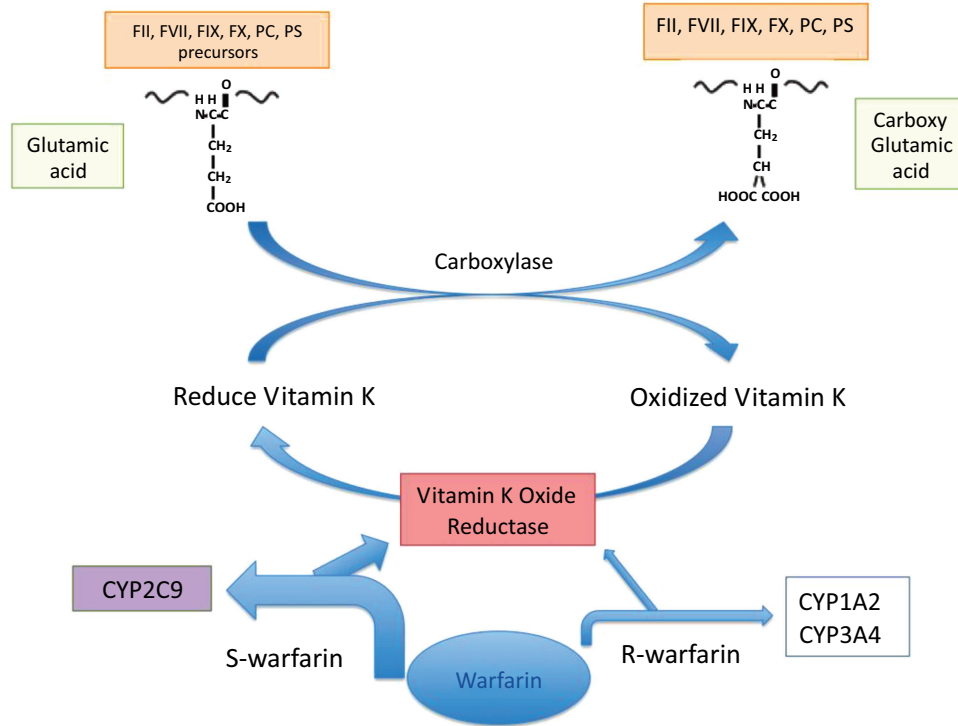 FII, FVII, FIX, FX, PC, PS
precursors
FII, FVII, FIX, FX, PC, PS
O
H H
N-C-C
CH2
CH2
COOH
O
H H
N-C-C
CH2
CH
HOOC COOH
Glutamic
acid
Carboxy
Glutamic
acid
Carboxylase
Reduce Vitamin K
Oxidized Vitamin K
Vitamin K Oxide
Reductase
CYP2C9
CYP1A2
CYP3A4
S-warfarin
R-warfarin
Warfarin